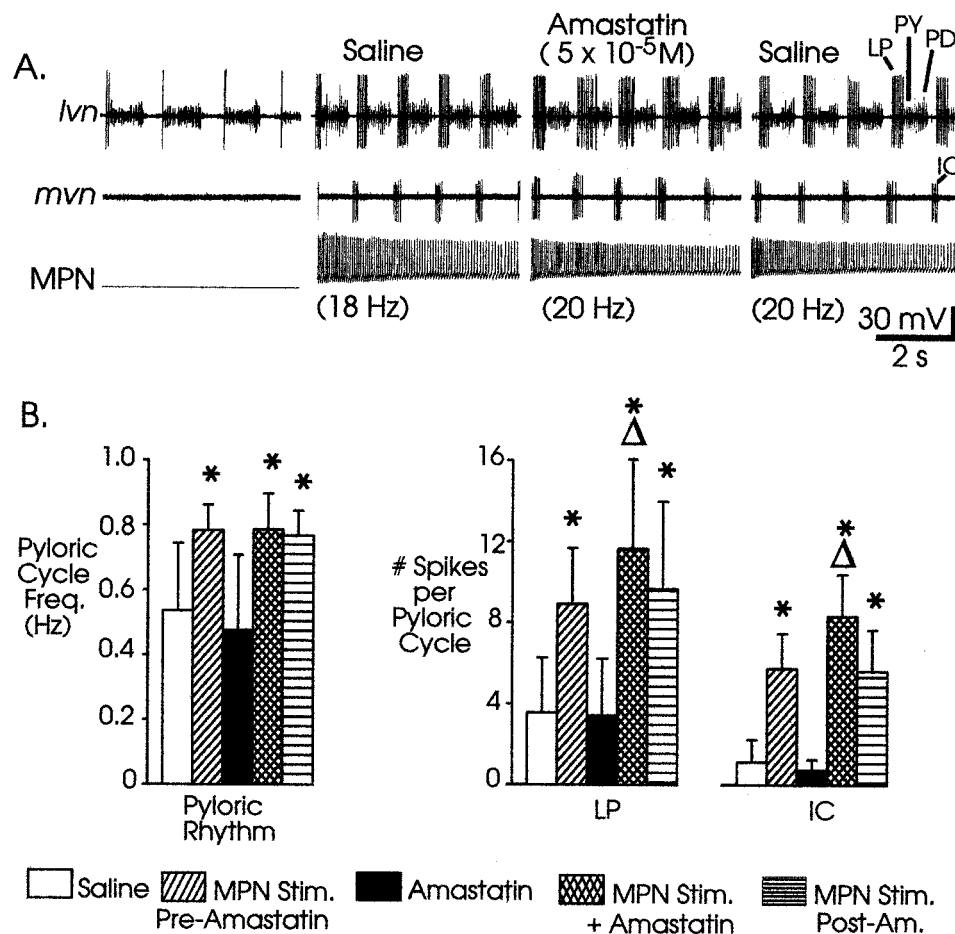 A.
Saline
Amastatin
(5 x 10-5M)
Saline
LP
PY
PD
lvn
mvn
IC
MPN
(18 Hz)
(20 Hz)
(20 Hz)
30 mV
2 s
B.
Pyloric
Cycle
Freq.
(Hz)
1.0
0.8
0.6
0.4
0.2
0
*
*
*
Pyloric
Rhythm
# Spikes
per
Pyloric
Cycle
16
12
8
4
0
*
*
Δ
*
LP
*
*
Δ
*
IC
Saline
MPN Stim.
Pre-Amastatin
Amastatin
MPN Stim.
+ Amastatin
MPN Stim.
Post-Am.